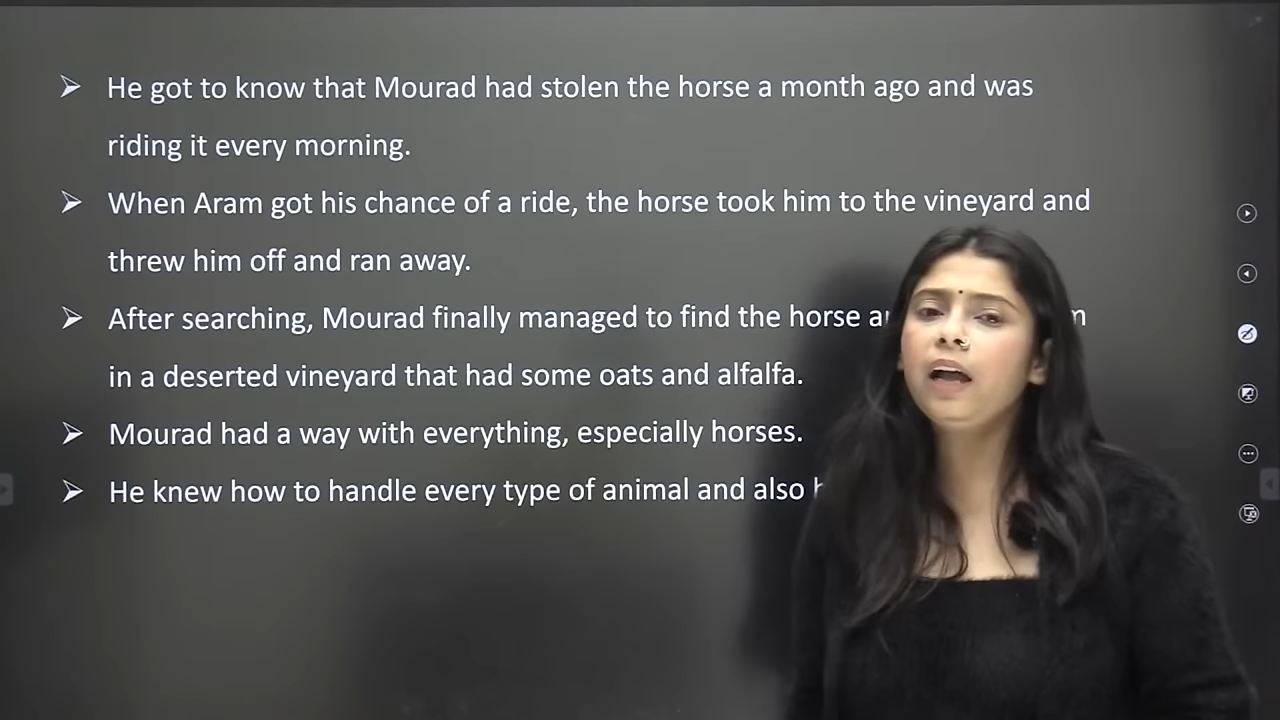 ➢ He got to know that Mourad had stolen the horse a month ago and was
riding it every morning.
➢ When Aram got his chance of a ride, the horse took him to the vineyard and
threw him off and ran away.
➢ After searching, Mourad finally managed to find the horse
in a deserted vineyard that had some oats and alfalfa.
➢ Mourad had a way with everything, especially horses.
➢ He knew how to handle every type of animal and also